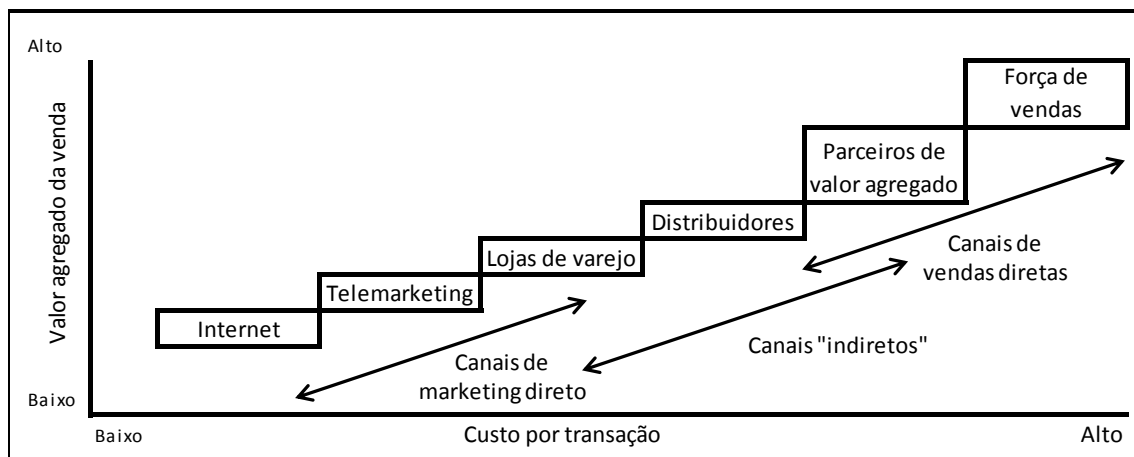 Alto
Valor agregado da venda
Força de
vendas
Parceiros de
valor agregado
Distribuidores
Lojas de varejo
Telemarketing
Internet
Canais de
vendas diretas
Canais "indiretos"
Canais de
marketing direto
Baixo
Baixo
Custo por transação
Alto